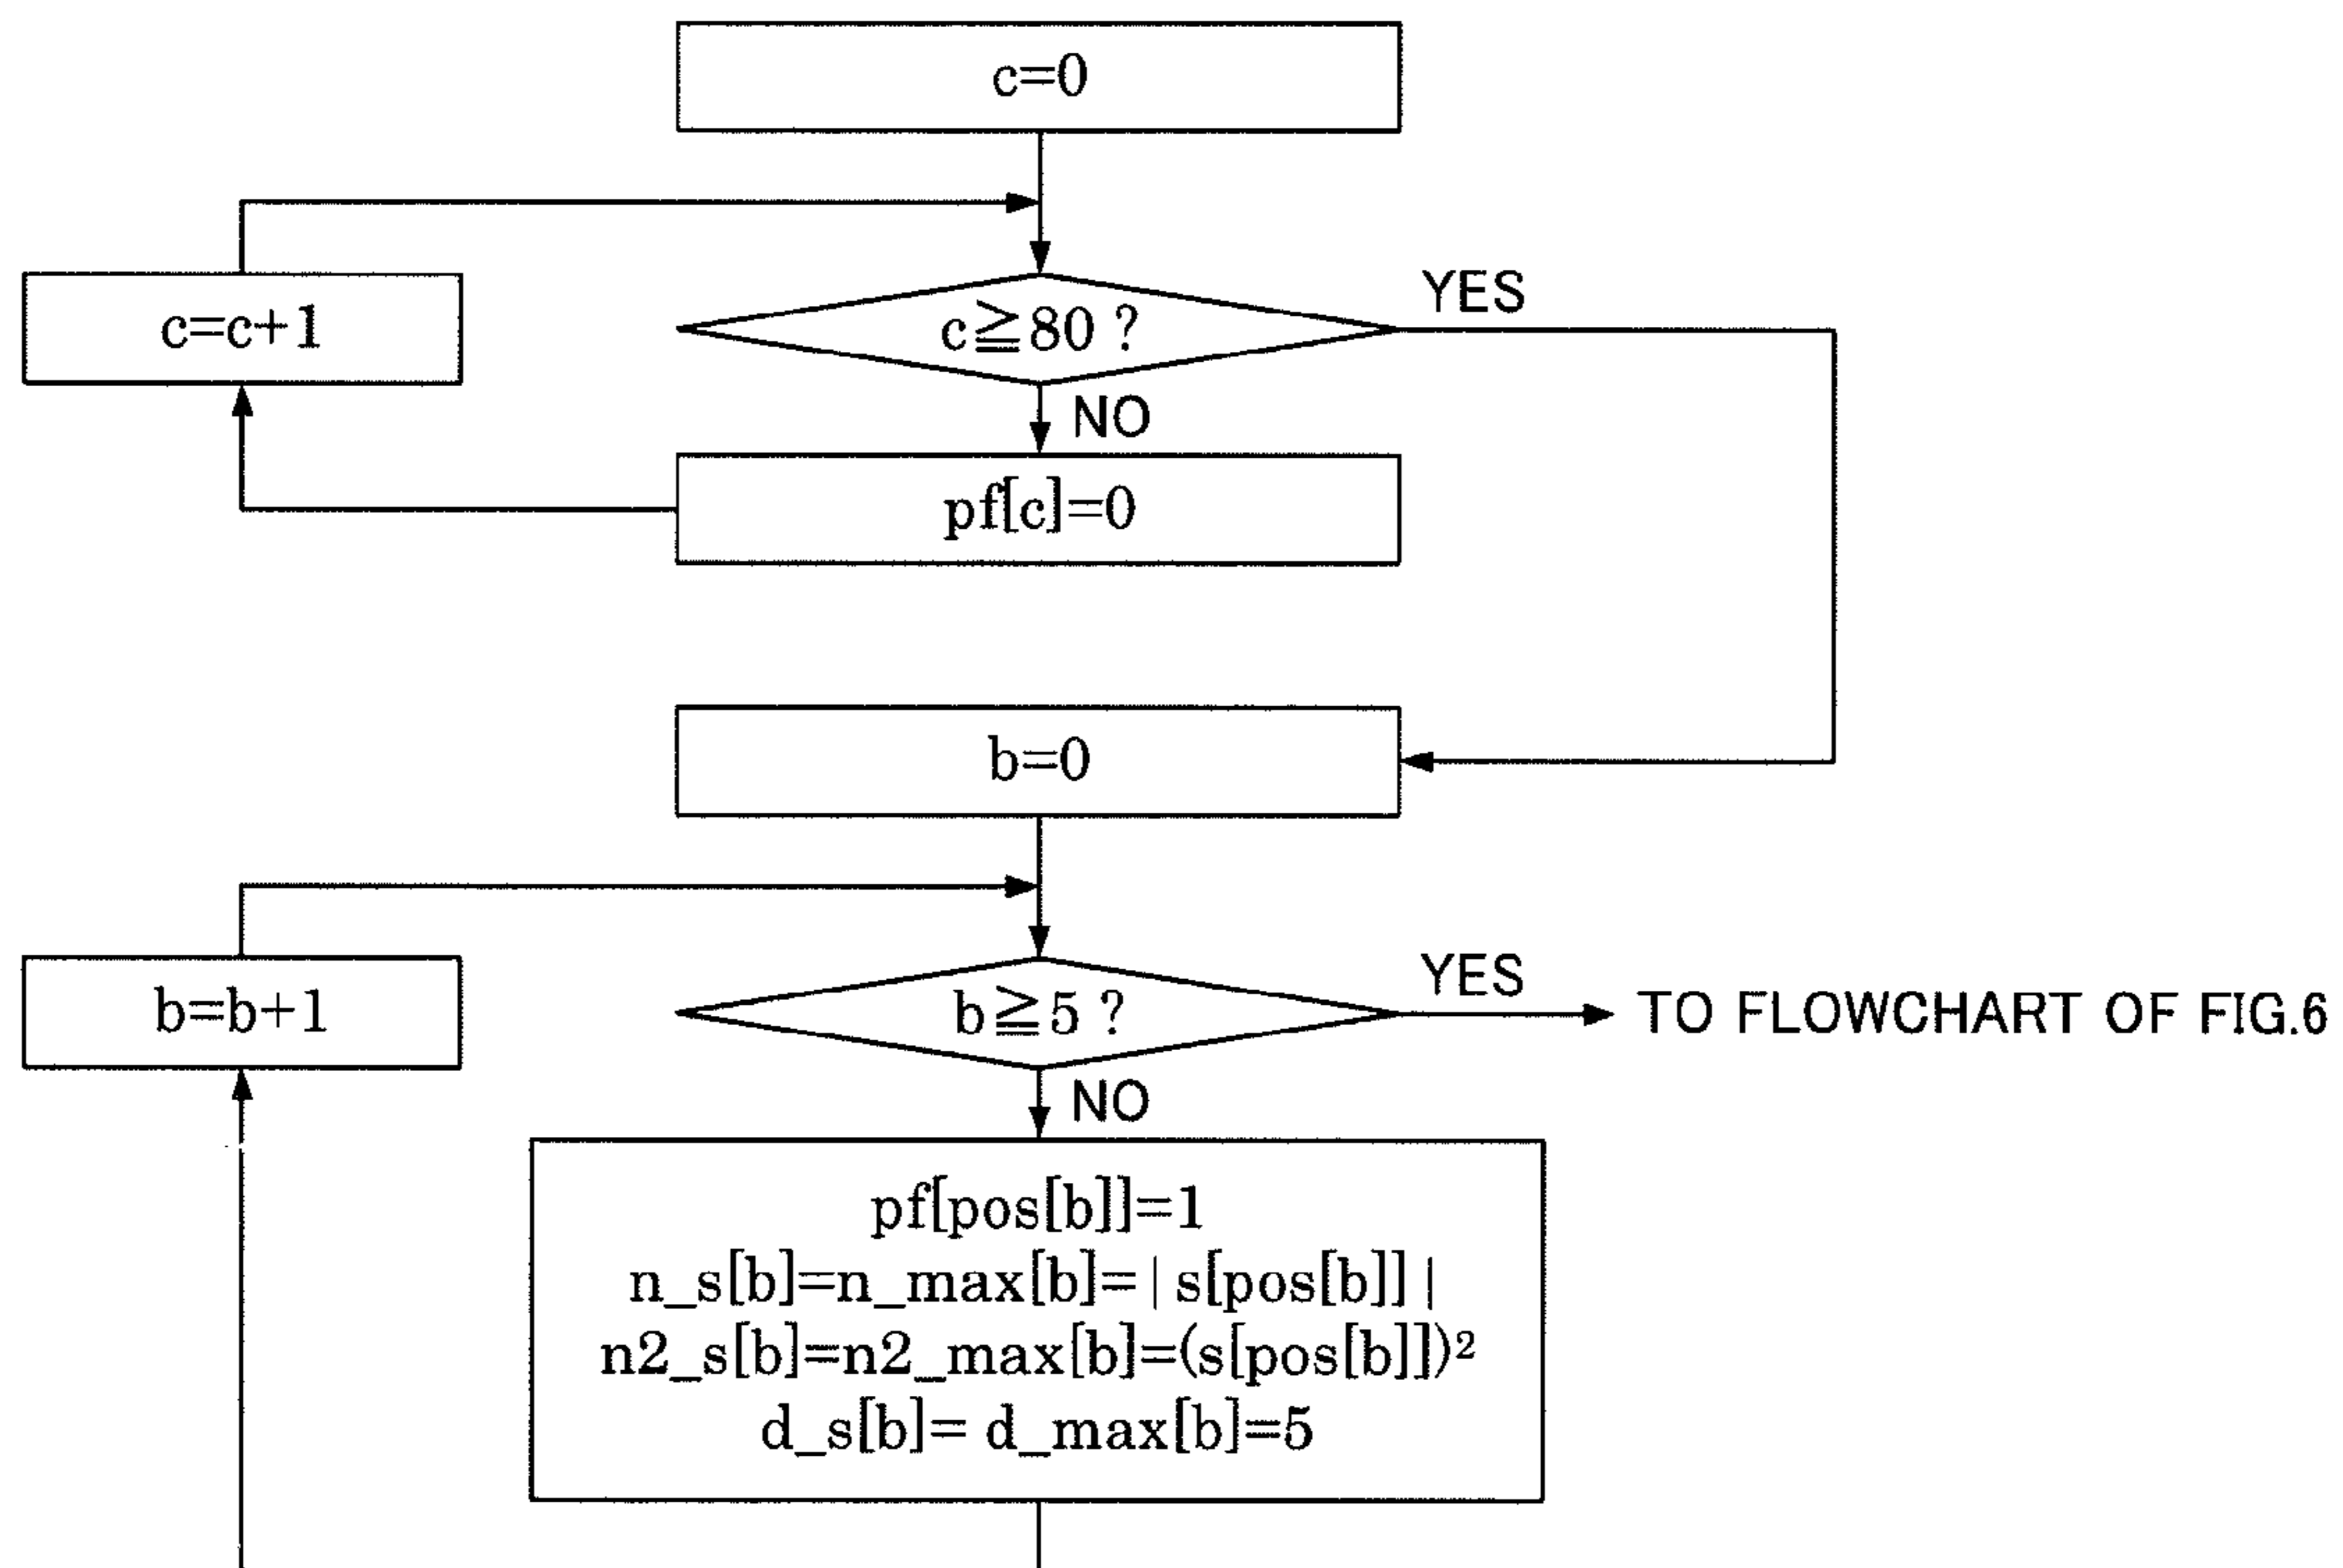 c=0
c=c+1
c≧80 ?
YES
NO
pf[c]=0
b=0
b=b+1
b≧5 ?
YES
TO FLOWCHART OF FIG.6
NO
pf[pos[b]]=1
n_s[b]=n_max[b]=|s[pos[b]]|
n2_s[b]=n2_max[b]=(s[pos[b]])²
d_s[b]= d_max[b]=5